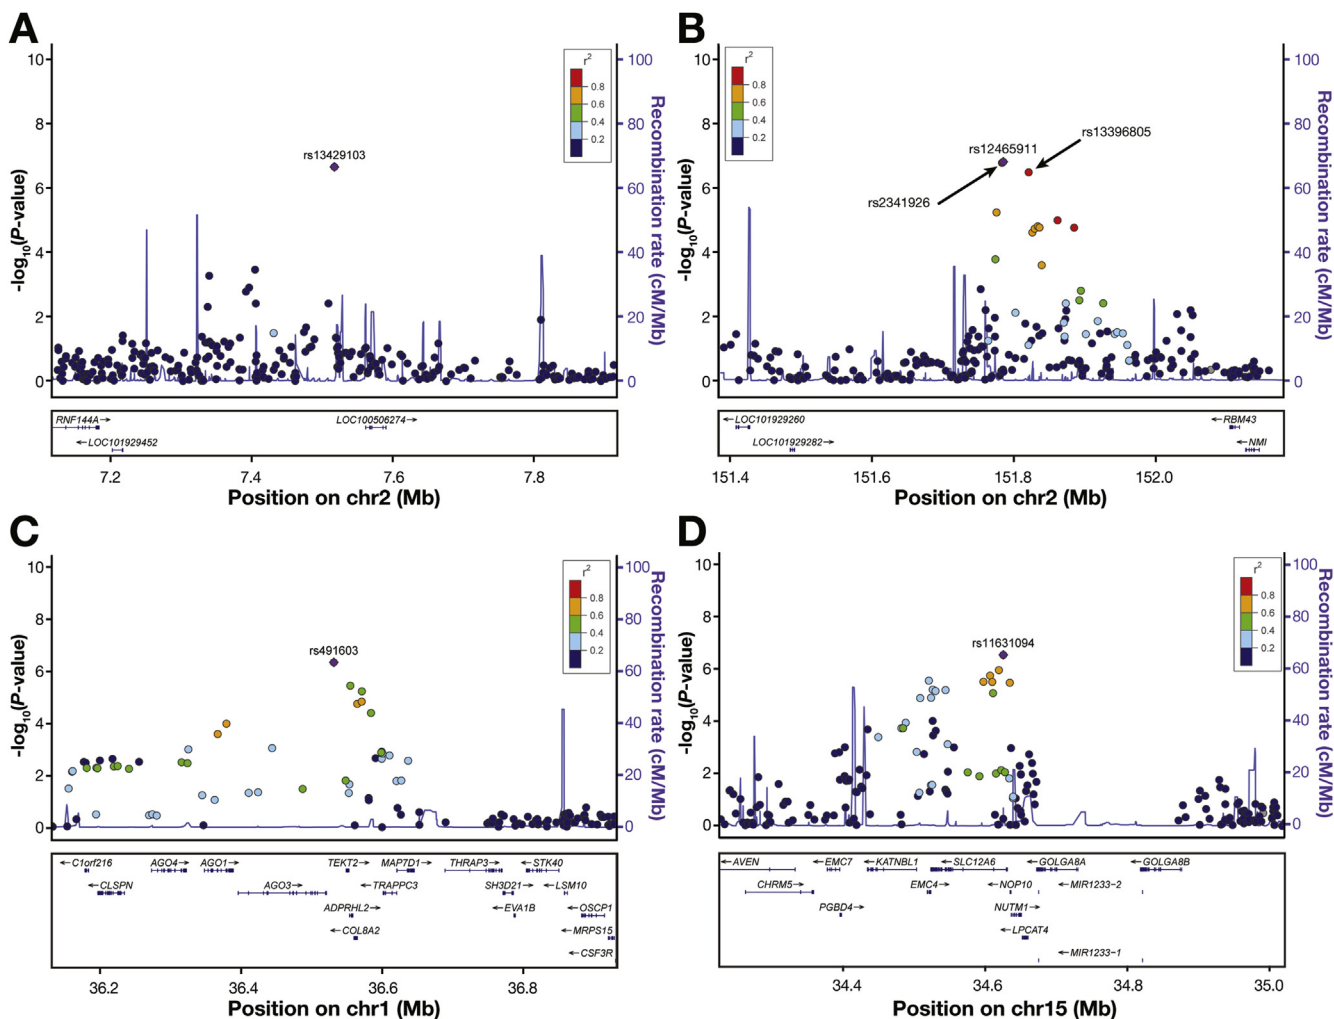 A
-log10(P-value)
10
8
6
4
2
0
rs13429103
r2
0.8
0.6
0.4
0.2
100
80
60
40
20
0
Recombination rate (cM/Mb)
RNF144A→
←LOC101929452
LOC100506274→
7.2 7.4 7.6 7.8
Position on chr2 (Mb)
B
-log10(P-value)
10
8
6
4
2
0
r2
0.8
0.6
0.4
0.2
rs13396805
rs12465911
rs2341926
100
80
60
40
20
0
Recombination rate (cM/Mb)
←LOC101929260
LOC101929282→
←RBM43
←NMI
151.4 151.6 151.8 152.0
Position on chr2 (Mb)
C
-log10(P-value)
10
8
6
4
2
0
rs491603
r2
0.8
0.6
0.4
0.2
100
80
60
40
20
0
Recombination rate (cM/Mb)
←C1orf216 AGO4→ AGO1→ TEKT2→ MAP7D1→ THRAP3→ ←STK40
←CLSPN AGO3→ ←TRAPPC3 SH3D21→ ←LSM10
ADPRHL2→ ←EVA1B ←OSCP1
←COL8A2 ←MRPS15
←CSF3R
36.2 36.4 36.6 36.8
Position on chr1 (Mb)
D
-log10(P-value)
10
8
6
4
2
0
rs11631094
r2
0.8
0.6
0.4
0.2
100
80
60
40
20
0
Recombination rate (cM/Mb)
←AVEN ←EMC7 ←KATNBL1 ←SLC12A6 ←GOLGA8A ←GOLGA8B
CHRM5→ EMC4→ ←NOP10 ←MIR1233-2
PGBD4→ NUTM1→
←LPCAT4 ←MIR1233-1
34.4 34.6 34.8 35.0
Position on chr15 (Mb)